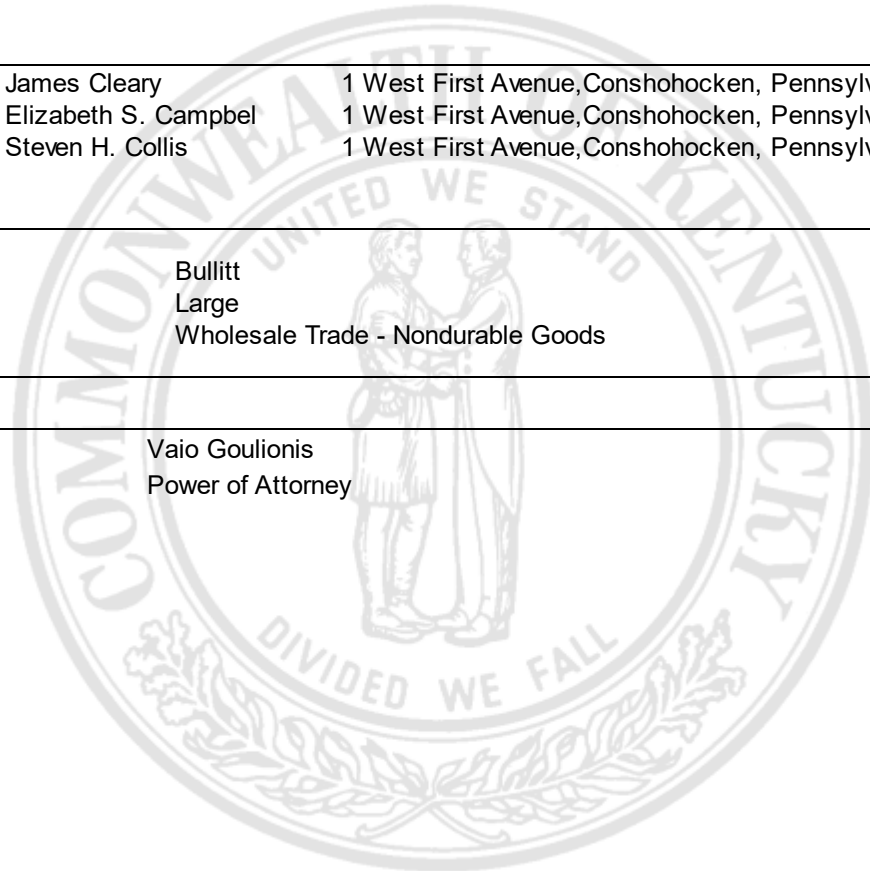 James Cleary 1 West First Avenue,Conshohocken, Pennsylv
Elizabeth S. Campbel 1 West First Avenue,Conshohocken, Pennsylv
Steven H. Collis 1 West First Avenue,Conshohocken, Pennsylv
Bullitt
Large
Wholesale Trade - Nondurable Goods
Vaio Goulionis
Power of Attorney
COMMONWEALTH OF KENTUCKY
UNITED WE STAND
DIVIDED WE FALL